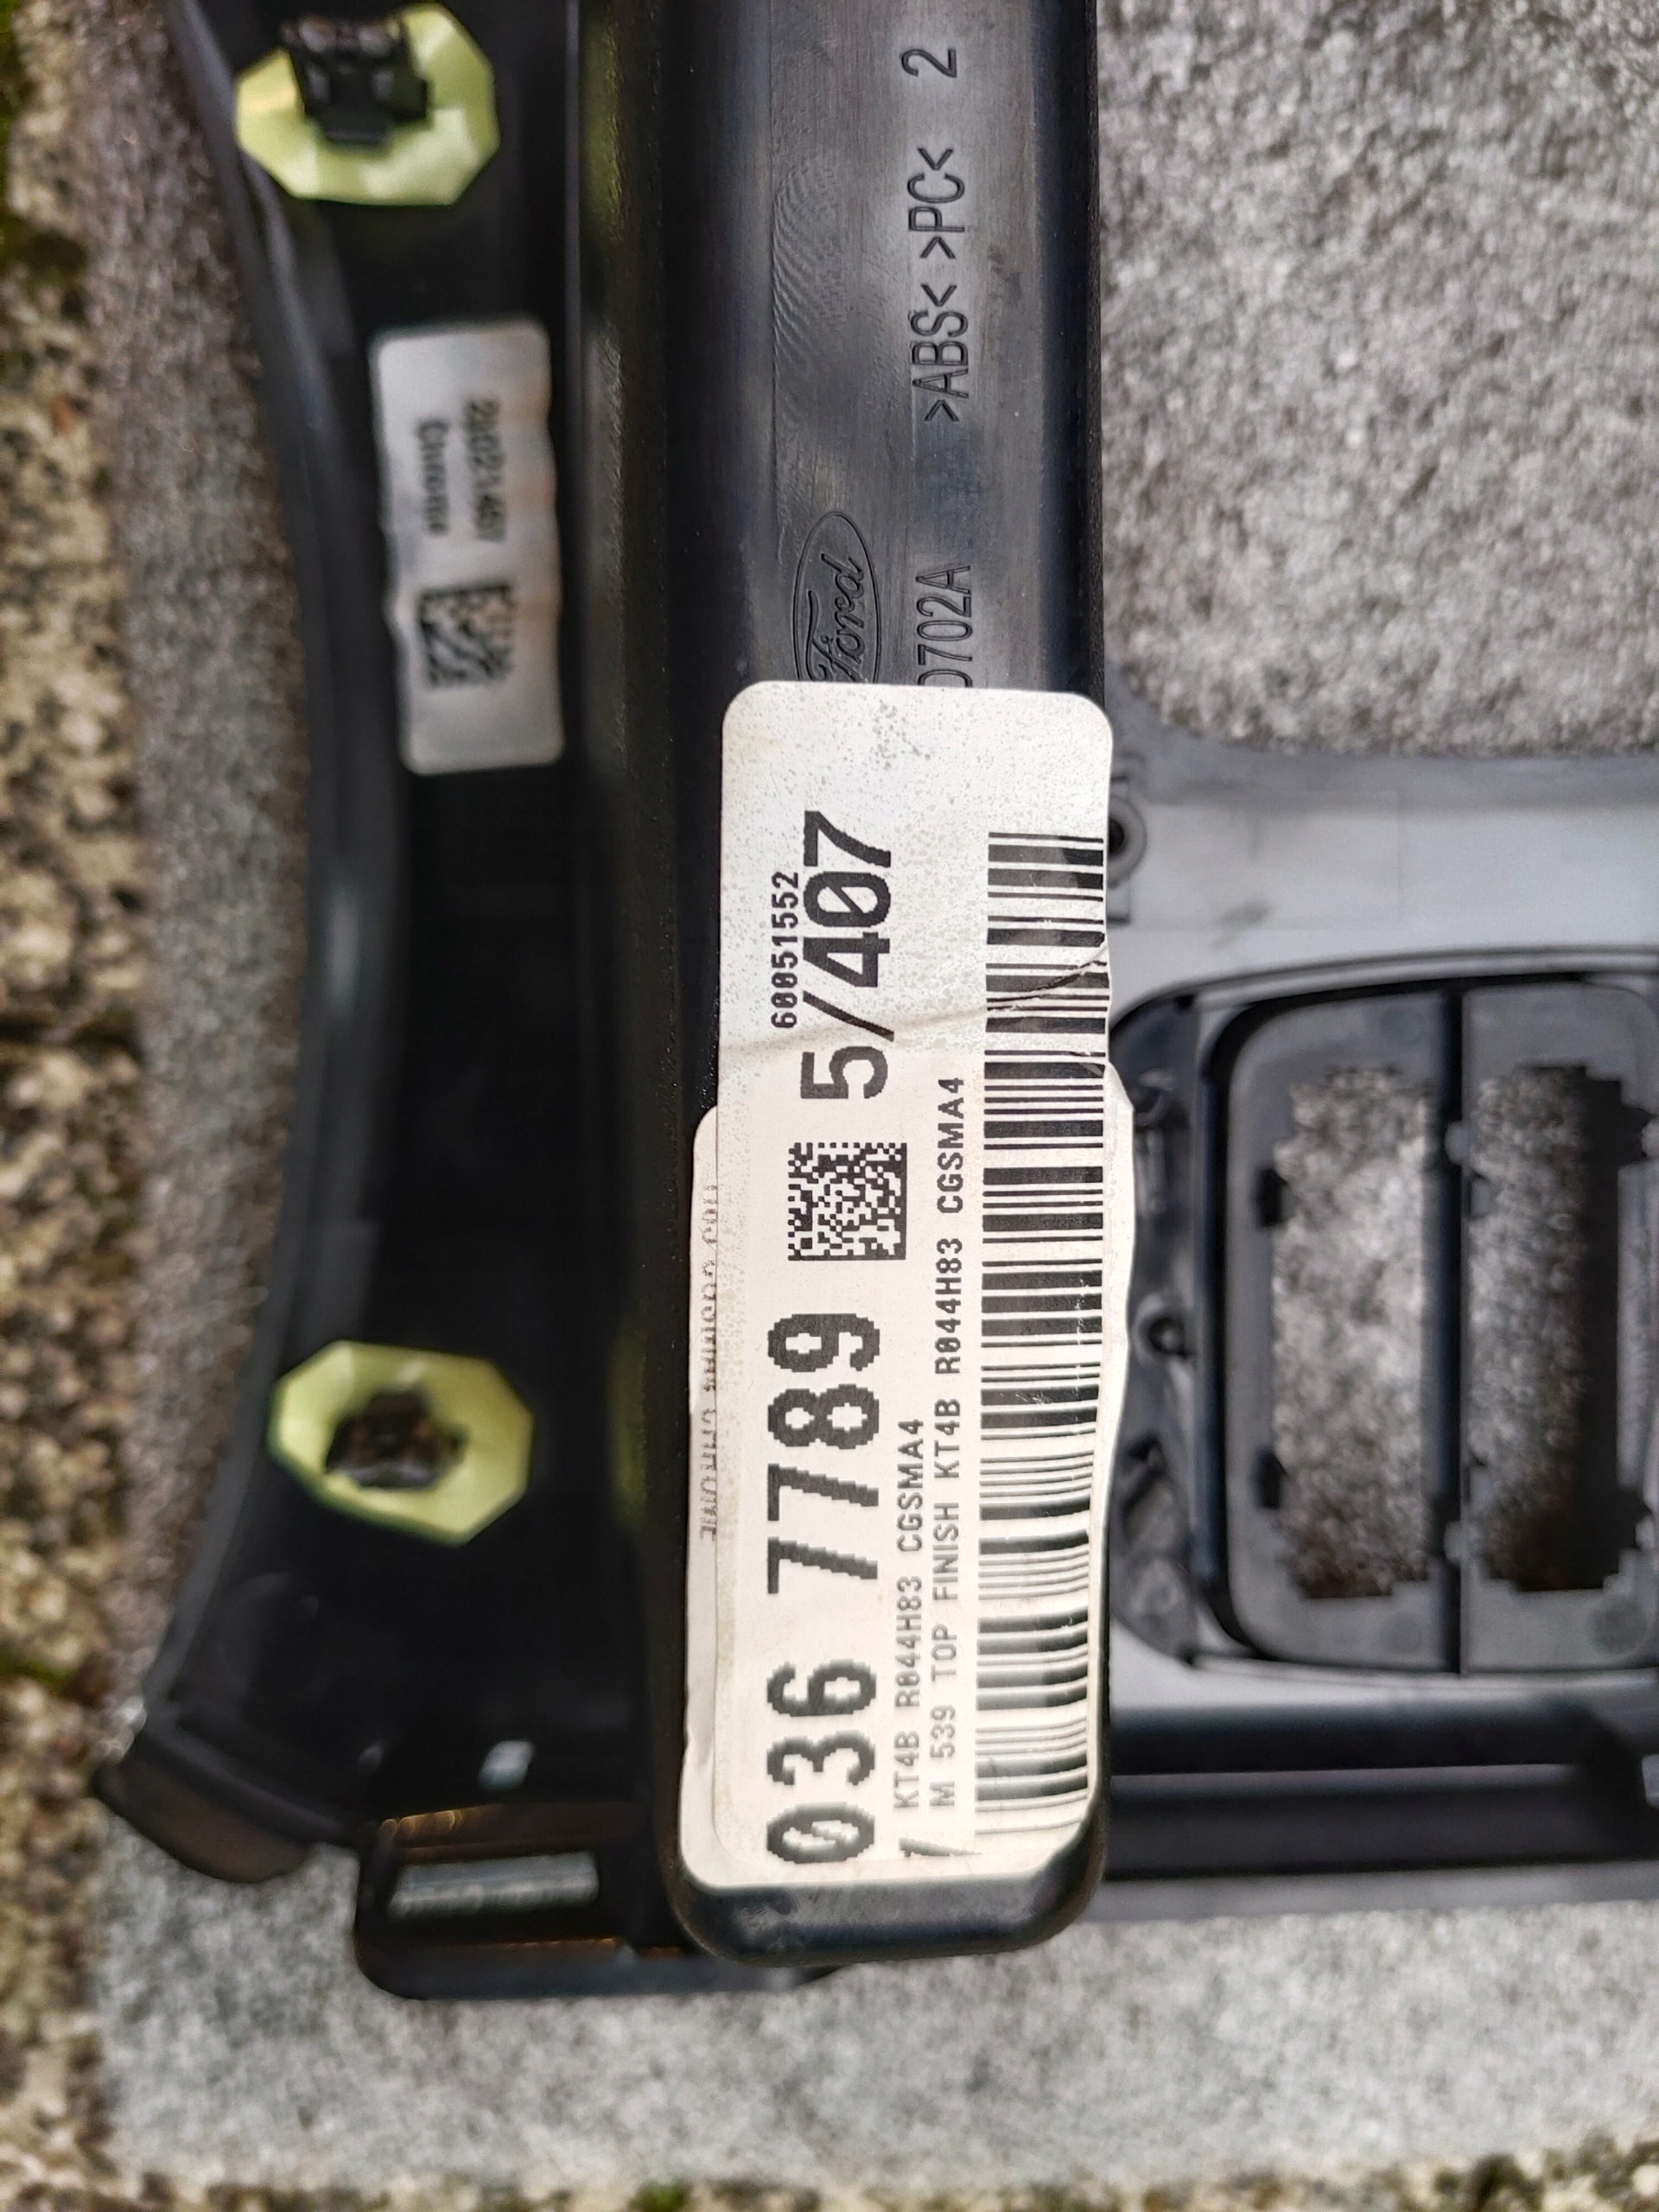 >ABS< >PC< 2
Ford
D702A
60051552
036 7789 5/407
KT4B R044H83 CGSMA4
M 539 TOP FINISH KT4B R044H83 CGSMA4